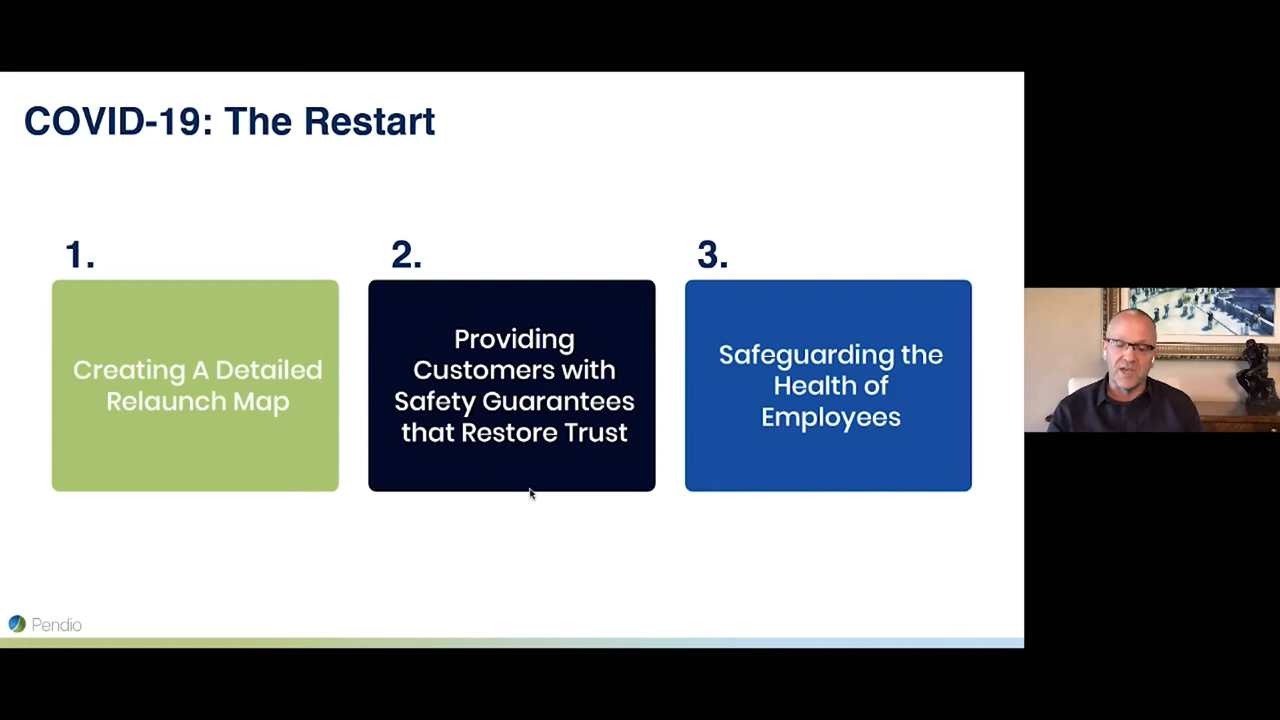 COVID-19: The Restart
1.
Creating A Detailed
Relaunch Map
2.
Providing
Customers with
Safety Guarantees
that Restore Trust
3.
Safeguarding the
Health of
Employees
Pendio